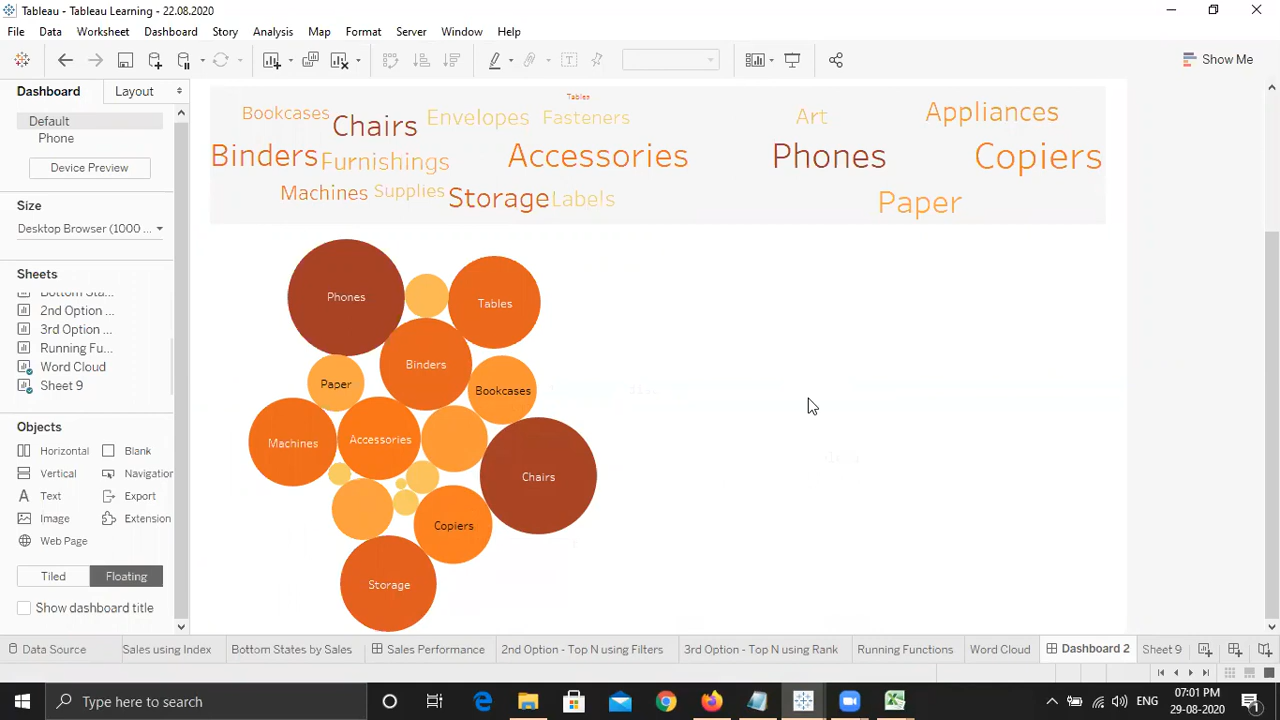 Tableau - Tableau Learning - 22.08.2020
File Data Worksheet Dashboard Story Analysis Map Format Server Window Help
Show Me
Dashboard Layout
Default
Phone
Device Preview
Size
Desktop Browser (1000 ...
Sheets
Bottom Sta...
2nd Option ...
3rd Option ...
Running Fu...
Word Cloud
Sheet 9
Objects
Horizontal Blank
Vertical Navigation
Text Export
Image Extension
Web Page
Tiled Floating
Show dashboard title
Tables
Bookcases Chairs Envelopes Fasteners Art Appliances
Binders Furnishings Accessories Phones Copiers
Machines Supplies Storage Labels Paper
Phones
Tables
Binders
Paper
Bookcases
Machines
Accessories
Chairs
Copiers
Storage
Data Source Sales using Index Bottom States by Sales Sales Performance 2nd Option - Top N using Filters 3rd Option - Top N using Rank Running Functions Word Cloud Dashboard 2 Sheet 9
Type here to search
ENG
07:01 PM
29-08-2020
1